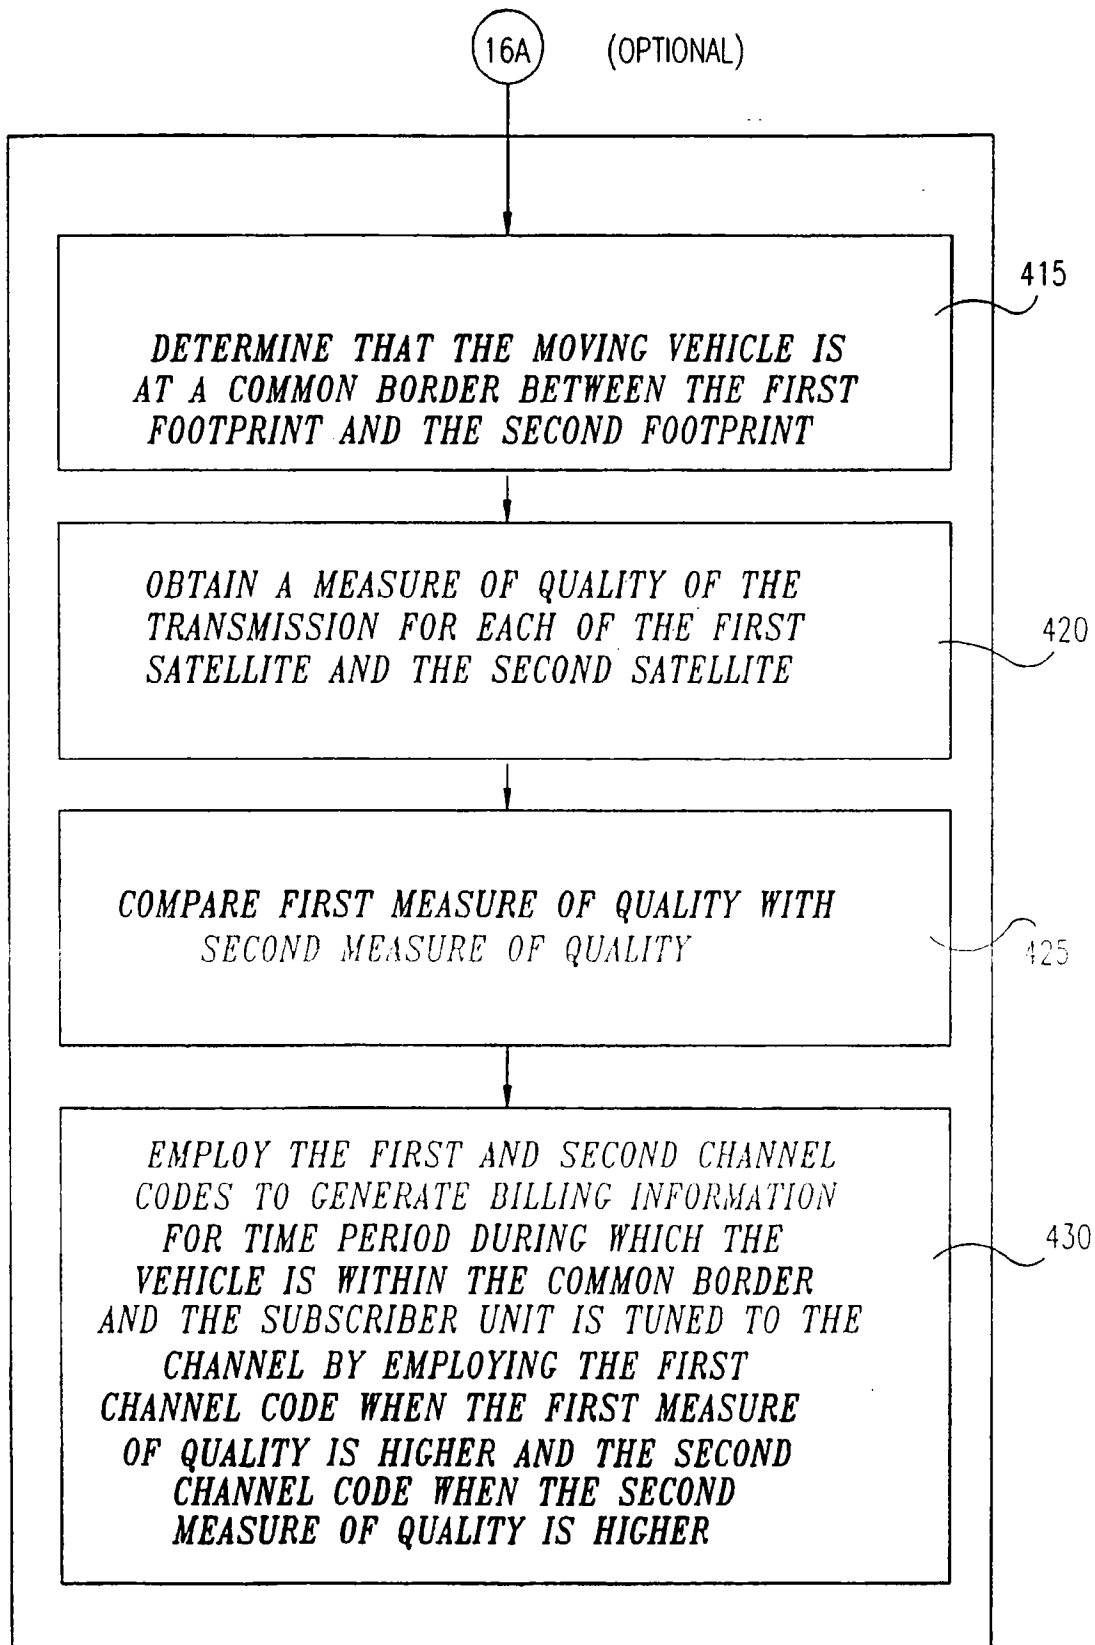 16A (OPTIONAL)
415
DETERMINE THAT THE MOVING VEHICLE IS
AT A COMMON BORDER BETWEEN THE FIRST
FOOTPRINT AND THE SECOND FOOTPRINT
OBTAIN A MEASURE OF QUALITY OF THE
TRANSMISSION FOR EACH OF THE FIRST
SATELLITE AND THE SECOND SATELLITE
420
COMPARE FIRST MEASURE OF QUALITY WITH
SECOND MEASURE OF QUALITY
425
EMPLOY THE FIRST AND SECOND CHANNEL
CODES TO GENERATE BILLING INFORMATION
FOR TIME PERIOD DURING WHICH THE
VEHICLE IS WITHIN THE COMMON BORDER
AND THE SUBSCRIBER UNIT IS TUNED TO THE
CHANNEL BY EMPLOYING THE FIRST
CHANNEL CODE WHEN THE FIRST MEASURE
OF QUALITY IS HIGHER AND THE SECOND
CHANNEL CODE WHEN THE SECOND
MEASURE OF QUALITY IS HIGHER
430